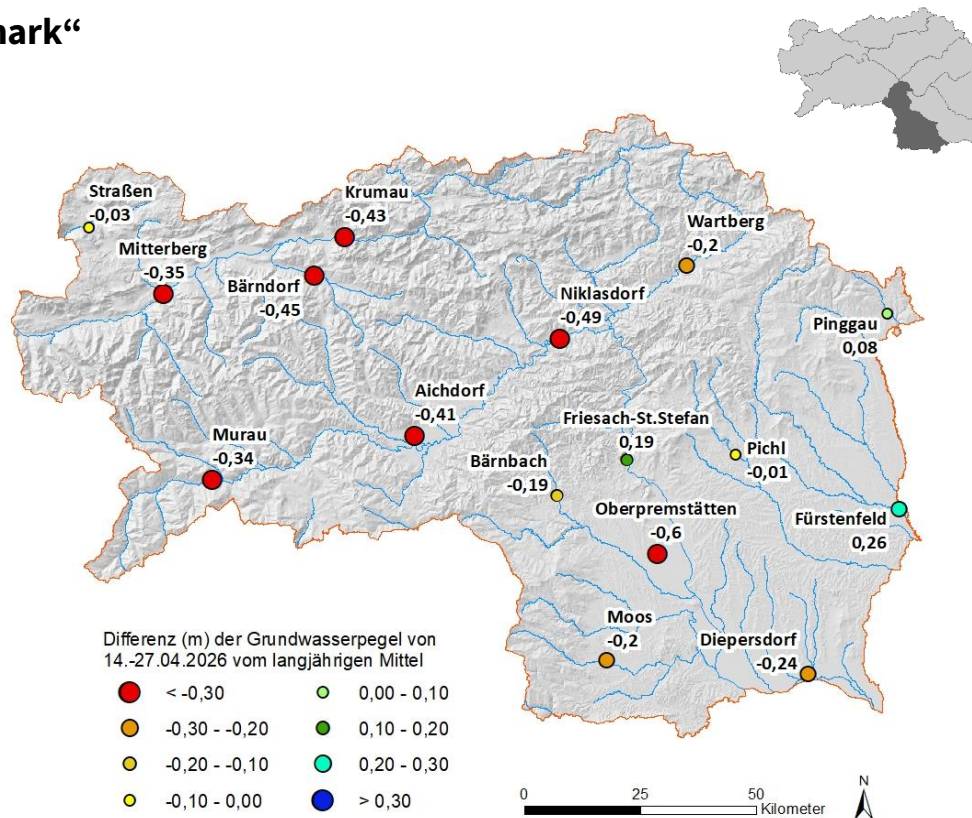 nark“
Straßen
-0,03
Krumau
-0,43
Wartberg
-0,2
Mitterberg
-0,35
Bärndorf
-0,45
Niklasdorf
-0,49
Pinggau
0,08
Aichdorf
-0,41
Friesach-St.Stefan
0,19
Murau
-0,34
Pichl
-0,01
Bärnbach
-0,19
Oberpremstätten
-0,6
Fürstenfeld
0,26
Moos
-0,2
Diepersdorf
-0,24
Differenz (m) der Grundwasserpegel von
14.-27.04.2026 vom langjährigen Mittel
< -0,30
-0,30 - -0,20
-0,20 - -0,10
-0,10 - 0,00
0,00 - 0,10
0,10 - 0,20
0,20 - 0,30
> 0,30
0 25 50
Kilometer
N